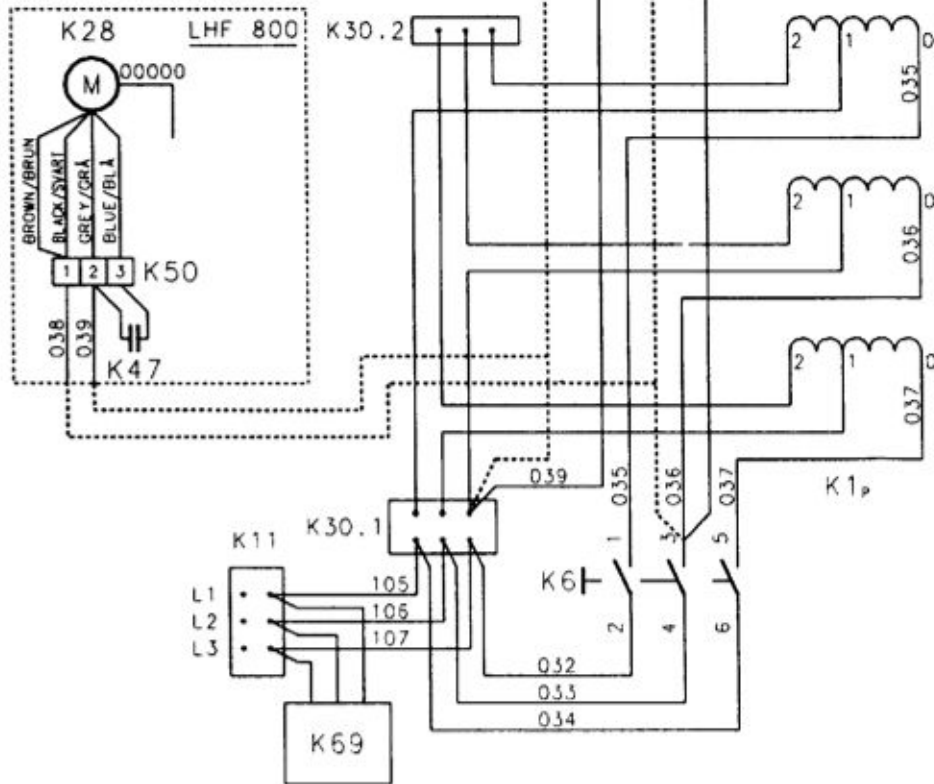 K28
LHF 800
K30.2
M
00000
2 1 0
035
BROWN/BRUN
BLACK/SVART
GREY/GRÅ
BLUE/BLÅ
1 2 3
K50
2 1 0
036
038
039
K47
2 1 0
037
039
035
036
037
K1P
K30.1
K11
1
3
5
K6
L1
L2
L3
105
106
107
2
4
6
032
033
034
K69